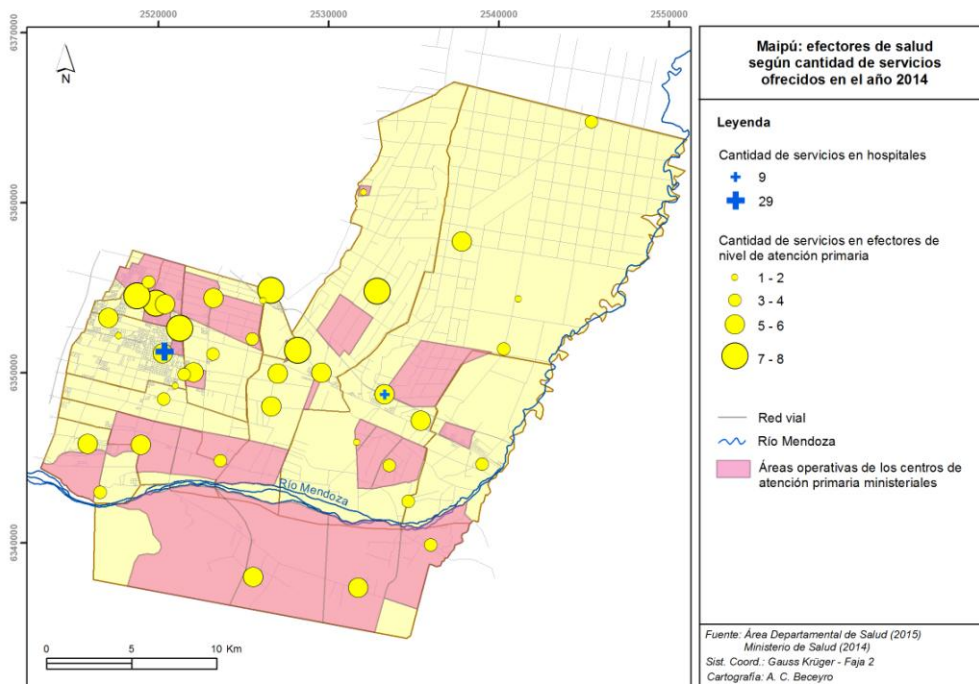 2520000
2530000
2540000
2550000
6370000
6360000
6350000
6340000
N
Río Mendoza
0
5
10 Km
Maipú: efectores de salud
según cantidad de servicios
ofrecidos en el año 2014
Leyenda
Cantidad de servicios en hospitales
9
29
Cantidad de servicios en efectores de
nivel de atención primaria
1 - 2
3 - 4
5 - 6
7 - 8
Red vial
Río Mendoza
Áreas operativas de los centros de
atención primaria ministeriales
Fuente: Área Departamental de Salud (2015)
Ministerio de Salud (2014)
Sist. Coord.: Gauss Krüger - Faja 2
Cartografía: A. C. Beceyro